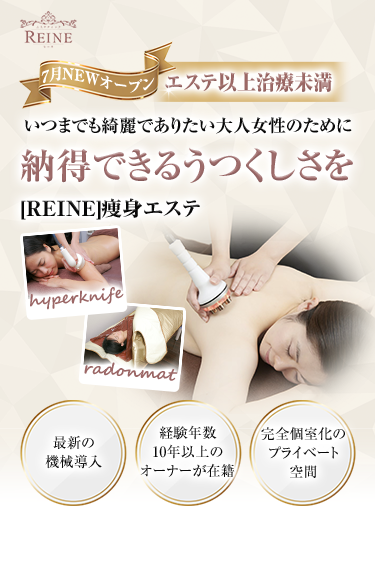 REINE
7月NEWオープン
エステ以上治療未満
いつまでも綺麗でありたい大人女性のために
納得できるうつくしさを
[REINE]痩身エステ
hyperknife
radonmat
最新の
機械導入
経験年数
10年以上の
オーナーが在籍
完全個室化の
プライベート
空間